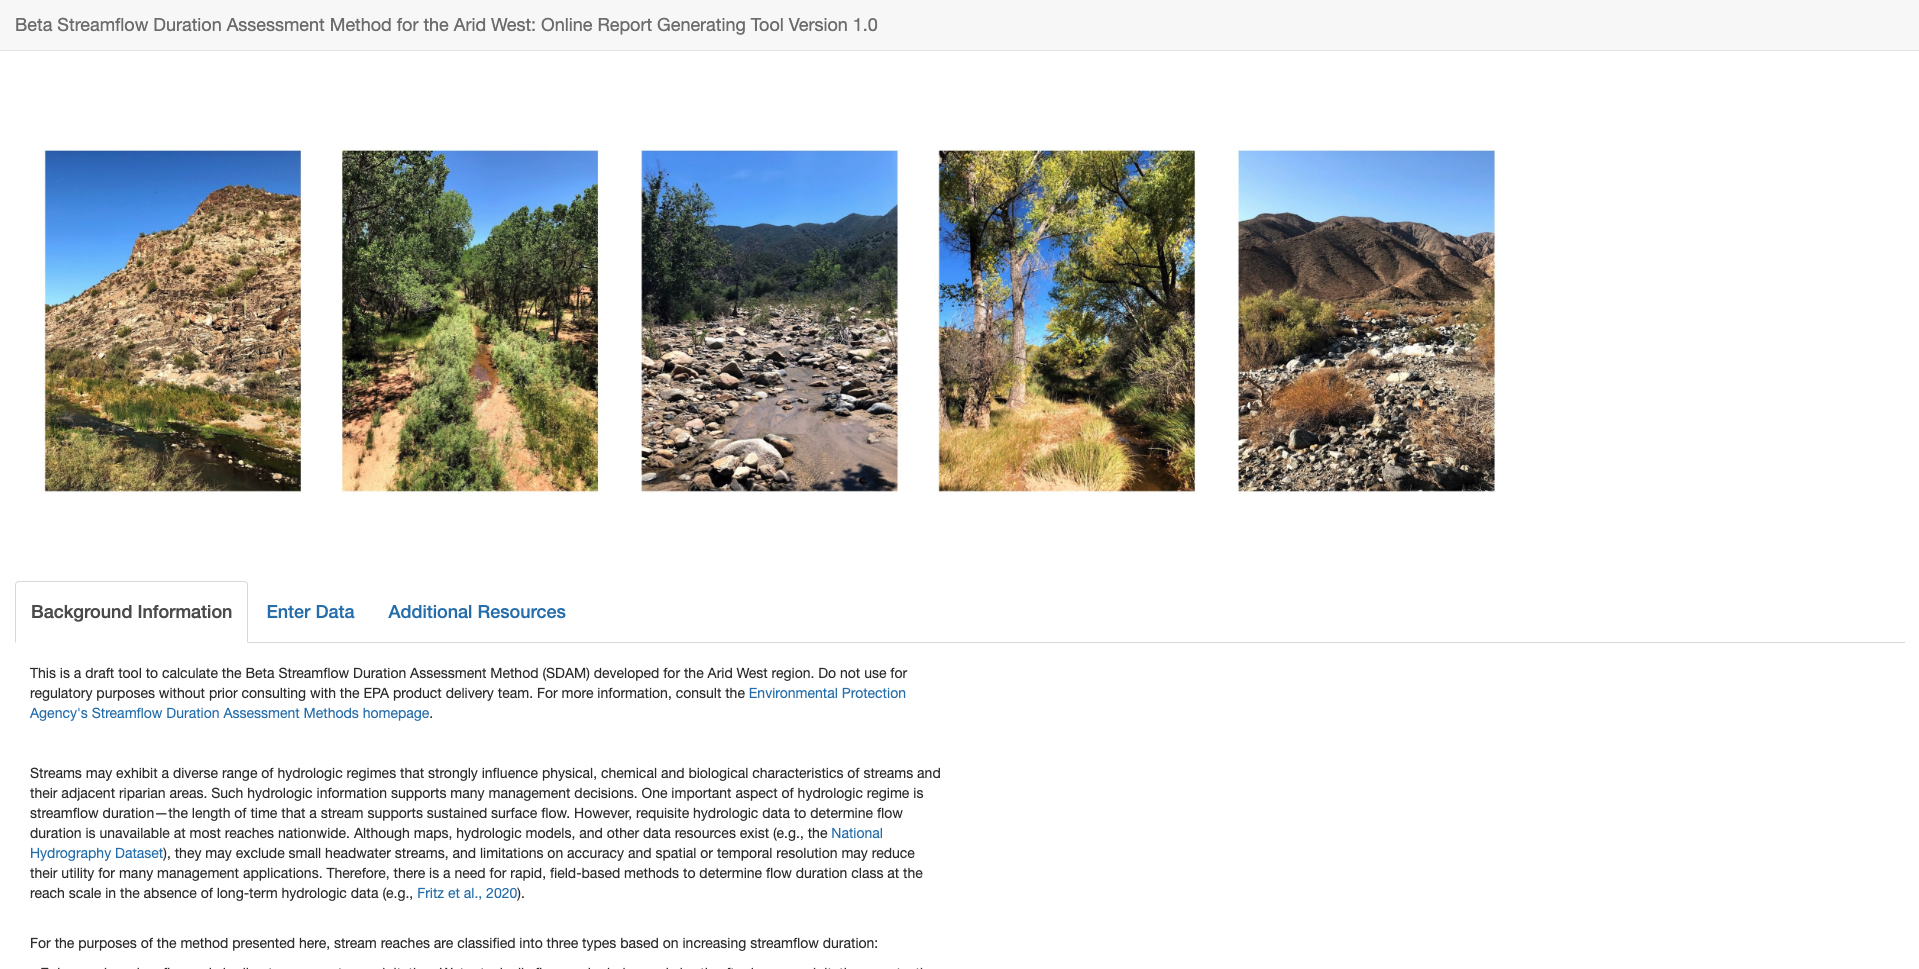 Beta Streamflow Duration Assessment Method for the Arid West: Online Report Generating Tool Version 1.0
Background Information
Enter Data
Additional Resources
This is a draft tool to calculate the Beta Streamflow Duration Assessment Method (SDAM) developed for the Arid West region. Do not use for
regulatory purposes without prior consulting with the EPA product delivery team. For more information, consult the Environmental Protection
Agency's Streamflow Duration Assessment Methods homepage.
Streams may exhibit a diverse range of hydrologic regimes that strongly influence physical, chemical and biological characteristics of streams and
their adjacent riparian areas. Such hydrologic information supports many management decisions. One important aspect of hydrologic regime is
streamflow duration—the length of time that a stream supports sustained surface flow. However, requisite hydrologic data to determine flow
duration is unavailable at most reaches nationwide. Although maps, hydrologic models, and other data resources exist (e.g., the National
Hydrography Dataset), they may exclude small headwater streams, and limitations on accuracy and spatial or temporal resolution may reduce
their utility for many management applications. Therefore, there is a need for rapid, field-based methods to determine flow duration class at the
reach scale in the absence of long-term hydrologic data (e.g., Fritz et al., 2020).
For the purposes of the method presented here, stream reaches are classified into three types based on increasing streamflow duration: